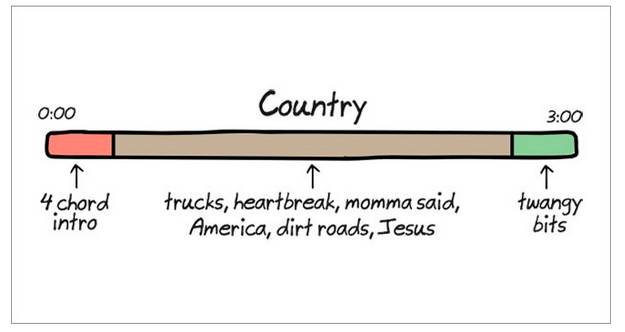 Country
0:00
3:00
4 chord
intro
trucks, heartbreak, momma said,
America, dirt roads, Jesus
twangy
bits